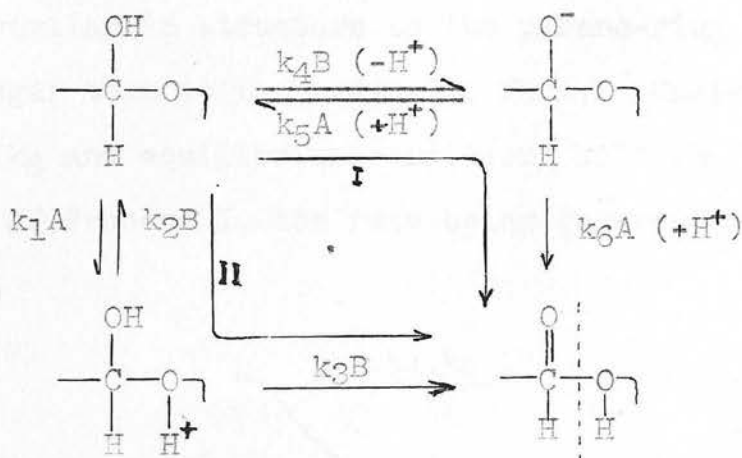 OH O⁻
C O k₄B (-H⁺) C O
k₅A (+H⁺)
H H
I
k₁A k₂B k₆A (+H⁺)
II
OH O
k₃B
C O C O
H H⁺ H